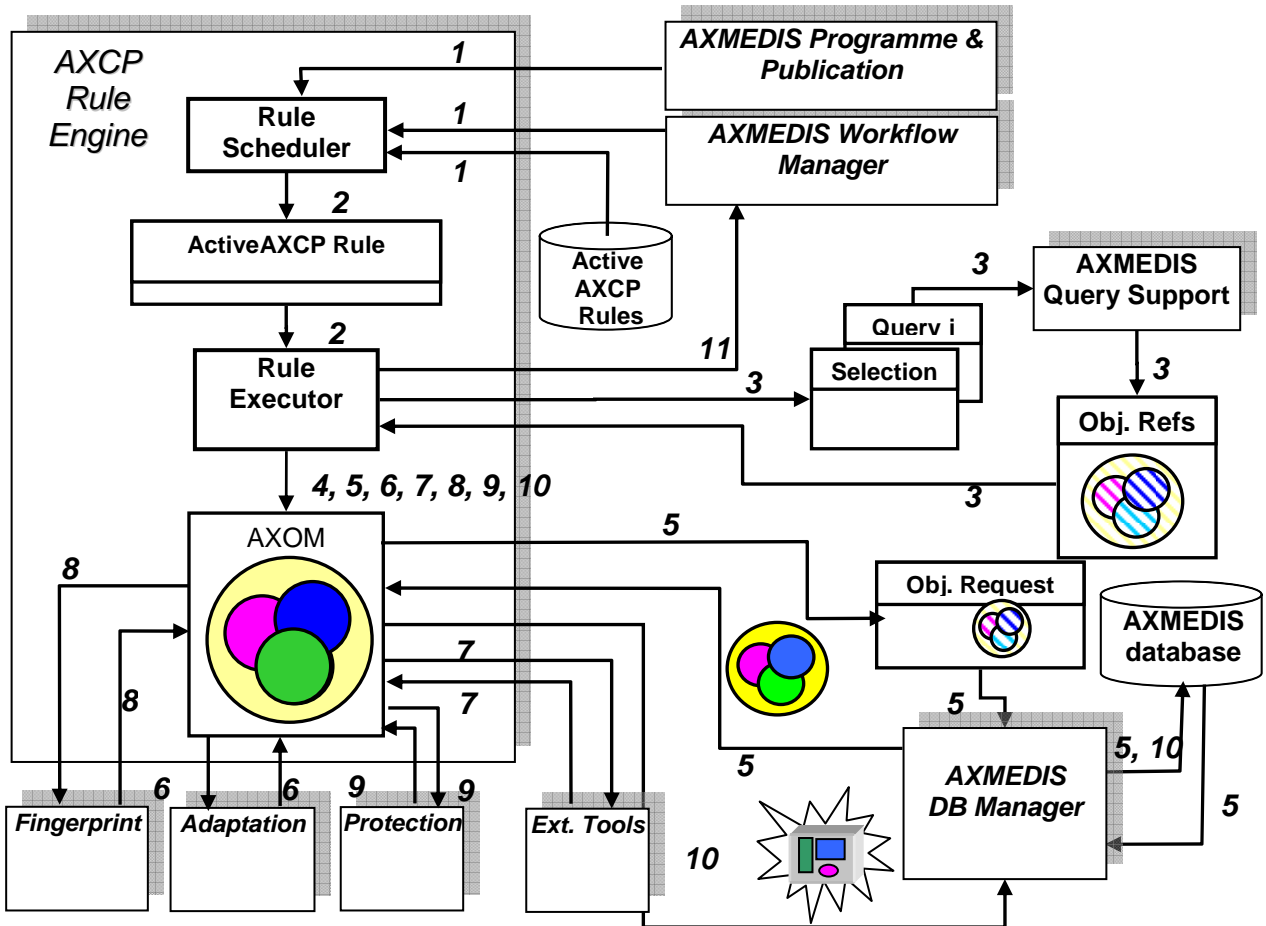 AXCP
Rule
Engine
1
AXMEDIS Programme &
Publication
Rule
Scheduler
1
AXMEDIS Workflow
Manager
1
2
ActiveAXCP Rule
Active
AXCP
Rules
3
AXMEDIS
Query Support
2
Query i
11
Rule
Executor
3
Selection
3
Obj. Refs
4, 5, 6, 7, 8, 9, 10
3
AXOM
5
8
5
Obj. Request
AXMEDIS
database
7
8
7
5
5, 10
5
AXMEDIS
DB Manager
5
6
6
9
9
Fingerprint
Adaptation
Protection
Ext. Tools
10